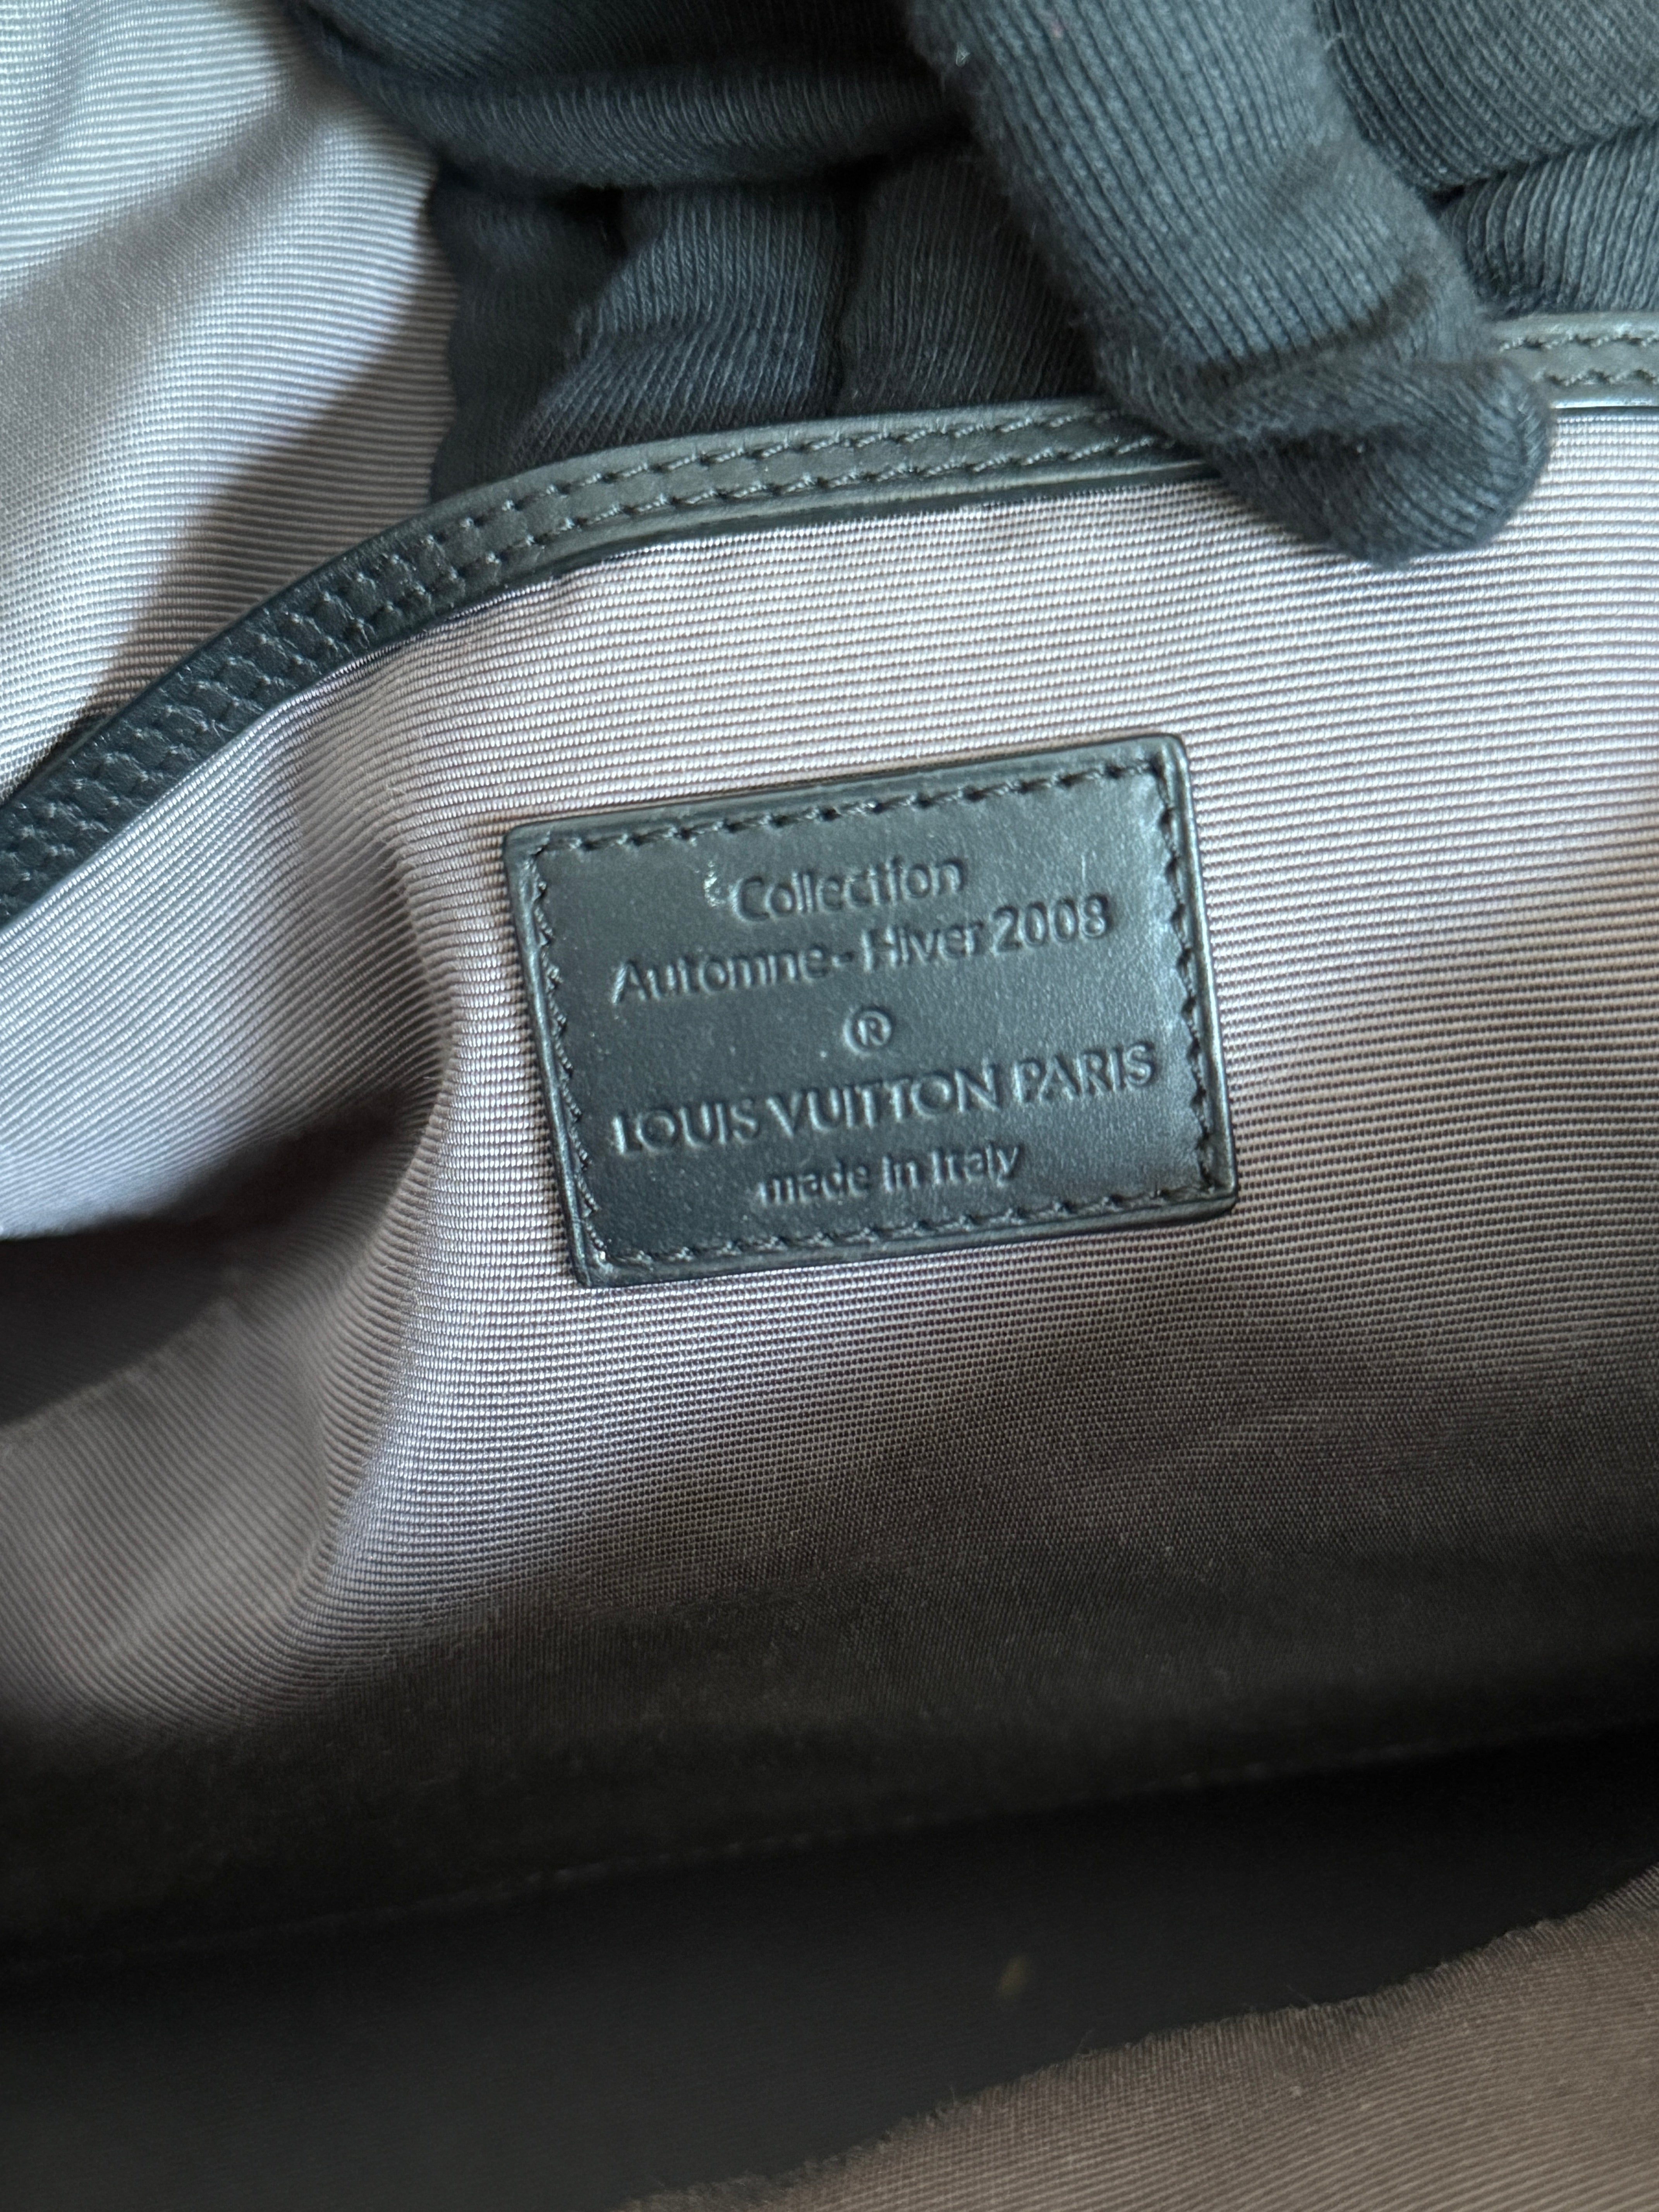 Collection
Automne-Hiver 2008
®
LOUIS VUITTON PARIS
made in Italy